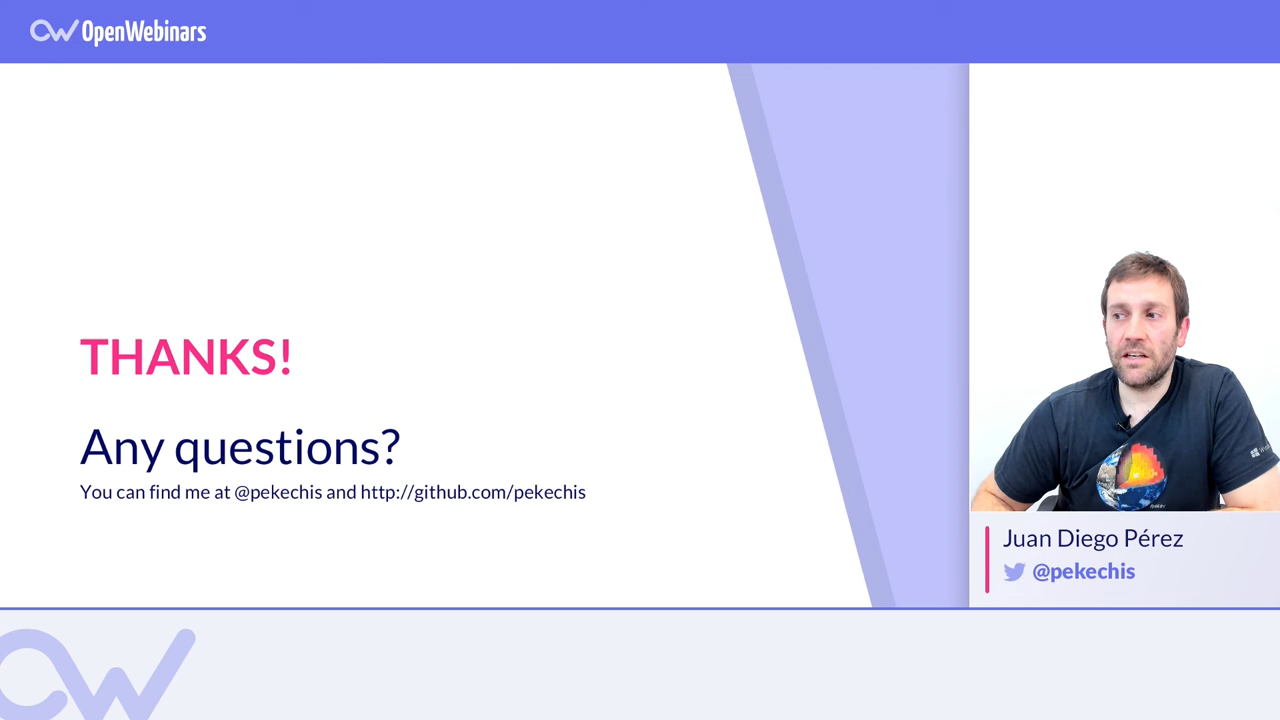 OpenWebinars
THANKS!
Any questions?
You can find me at @pekechis and http://github.com/pekechis
Juan Diego Pérez
@pekechis